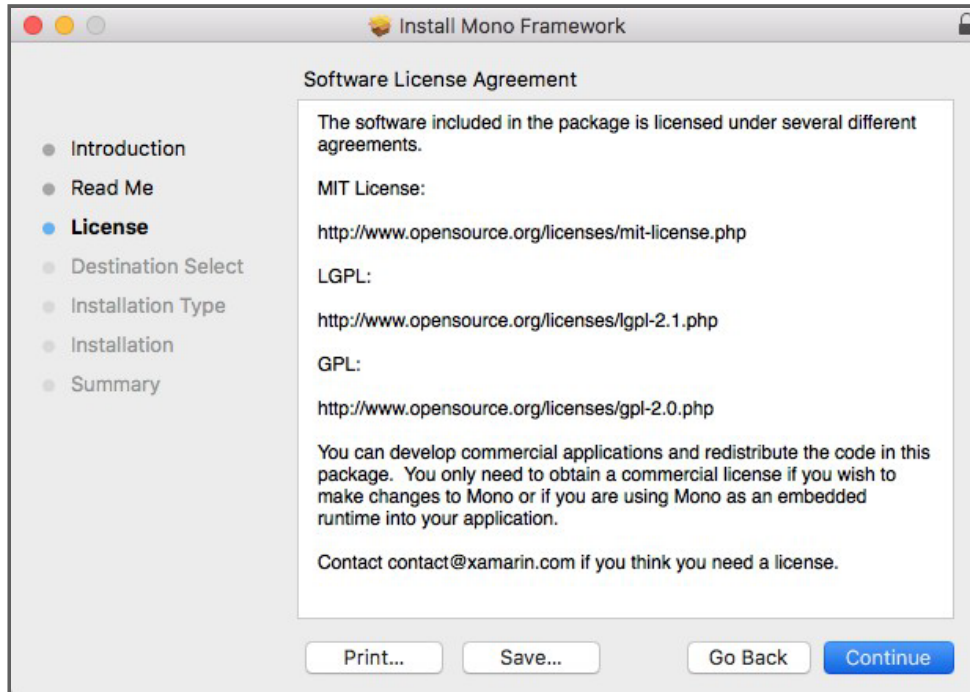 Install Mono Framework
Software License Agreement
Introduction
Read Me
License
Destination Select
Installation Type
Installation
Summary
The software included in the package is licensed under several different
agreements.
MIT License:
http://www.opensource.org/licenses/mit-license.php
LGPL:
http://www.opensource.org/licenses/lgpl-2.1.php
GPL:
http://www.opensource.org/licenses/gpl-2.0.php
You can develop commercial applications and redistribute the code in this
package.  You only need to obtain a commercial license if you wish to
make changes to Mono or if you are using Mono as an embedded
runtime into your application.
Contact contact@xamarin.com if you think you need a license.
Print...
Save...
Go Back
Continue